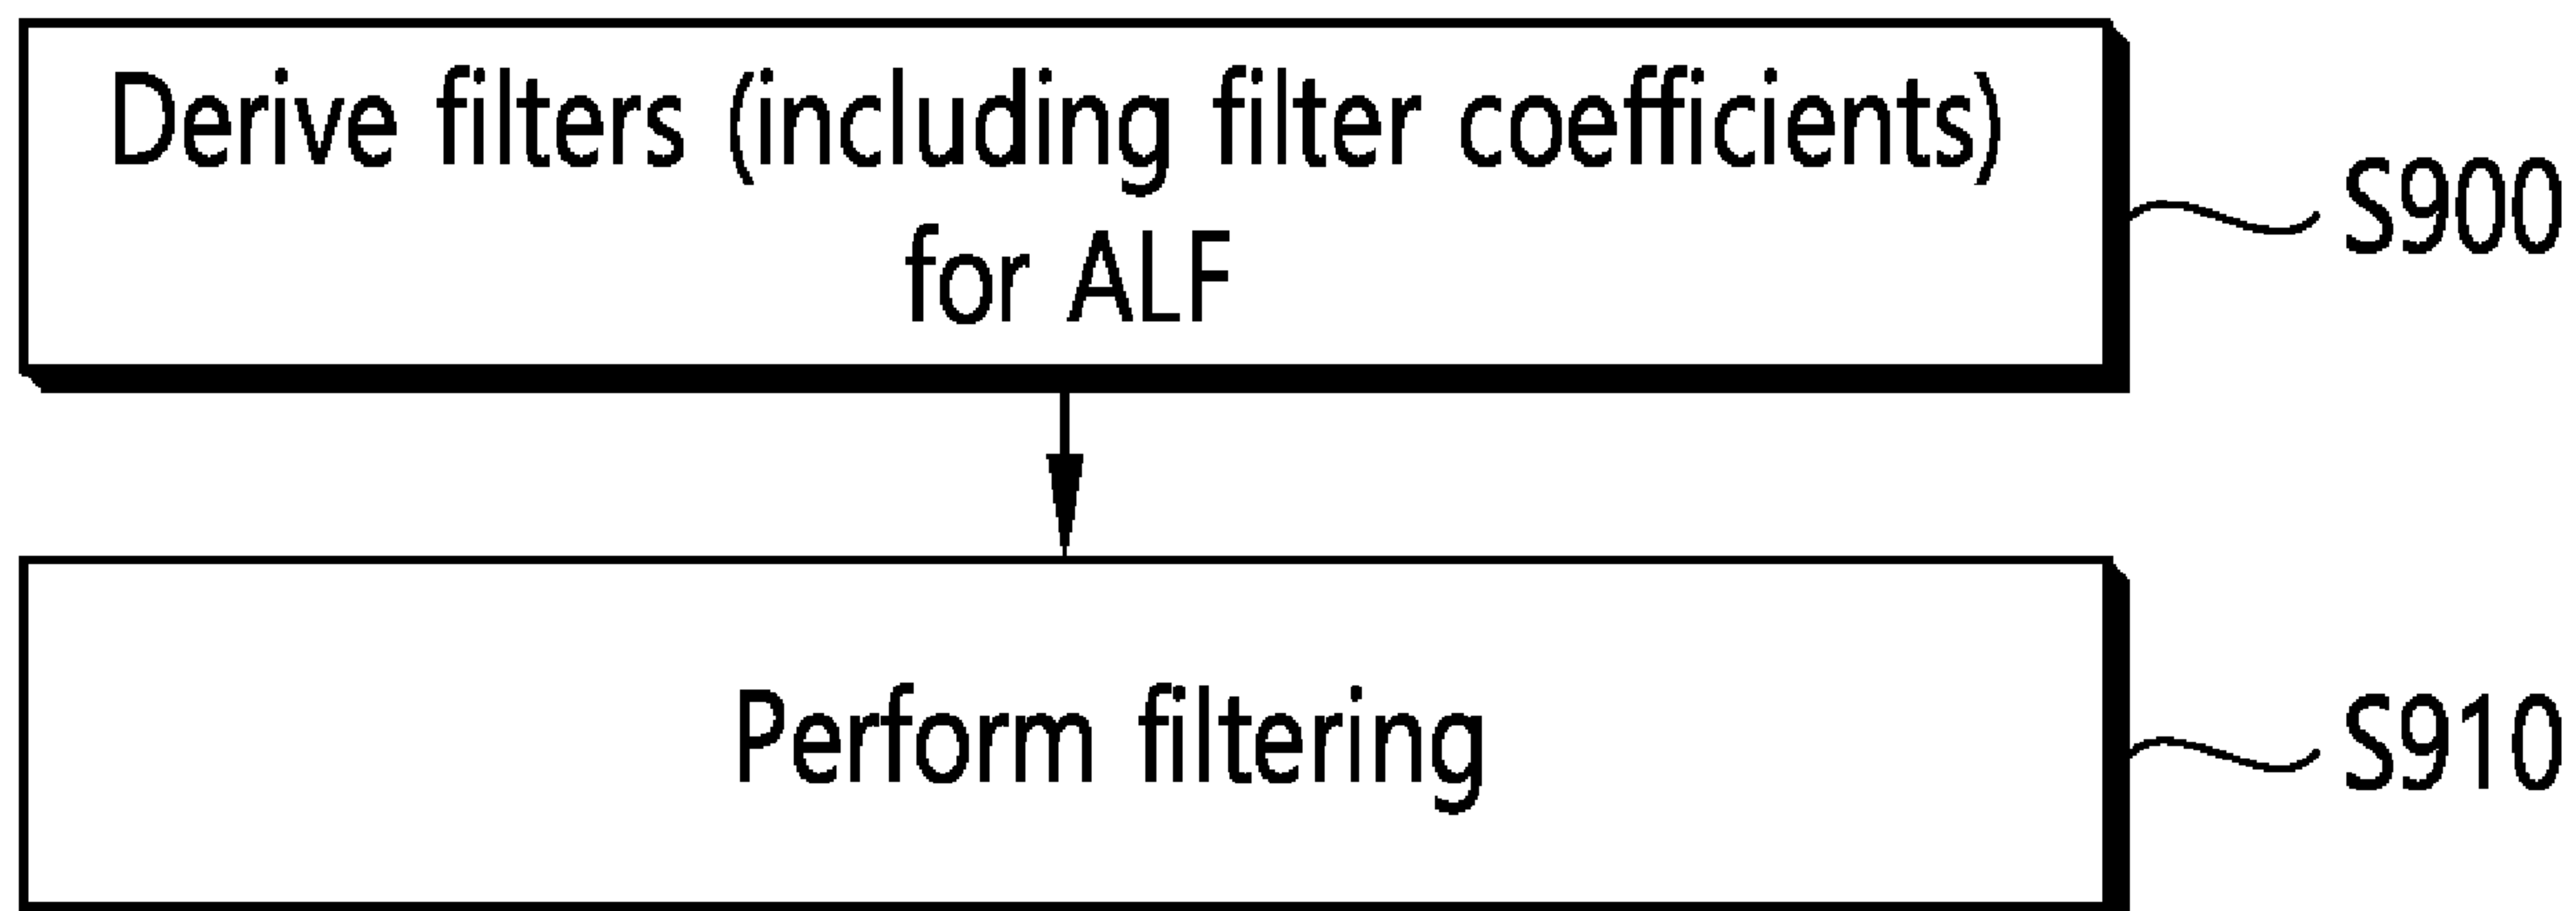 Derive filters (including filter coefficients)
for ALF
S900
Perform filtering
S910